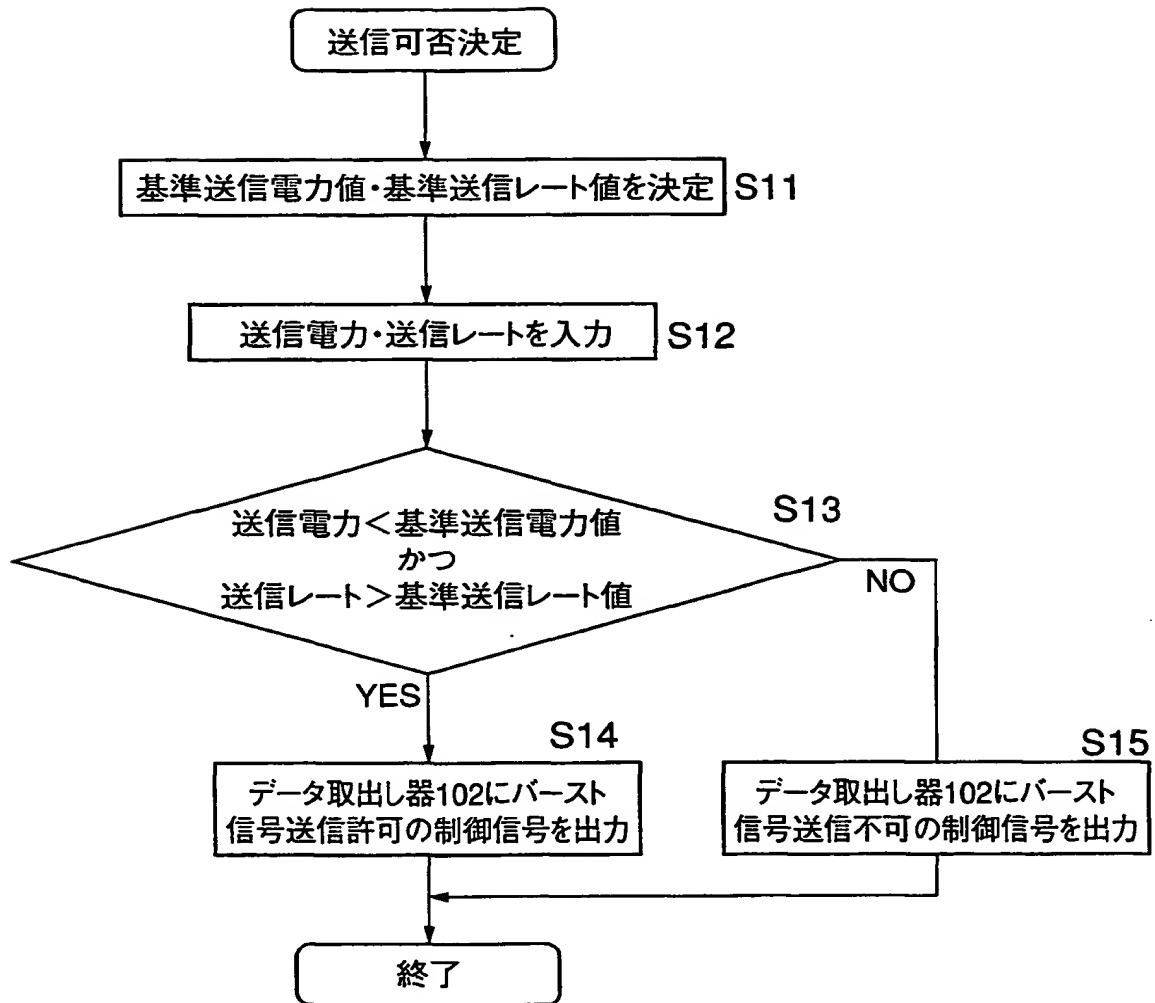 送信可否決定
基準送信電力値・基準送信レート値を決定
S11
送信電力・送信レートを入力
S12
送信電力＜基準送信電力値
かつ
送信レート＞基準送信レート値
S13
NO
YES
S14
データ取出し器102にバースト
信号送信許可の制御信号を出力
S15
データ取出し器102にバースト
信号送信不可の制御信号を出力
終了